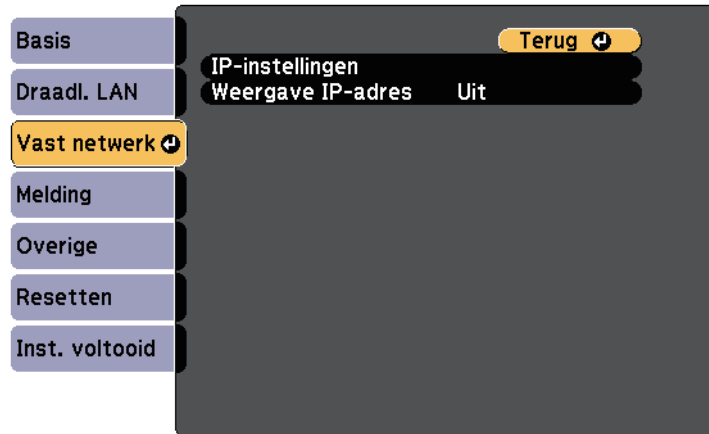 Basis
Draadl. LAN
Vast netwerk
Melding
Overige
Resetten
Inst. voltooid
Terug
IP-instellingen
Weergave IP-adres Uit